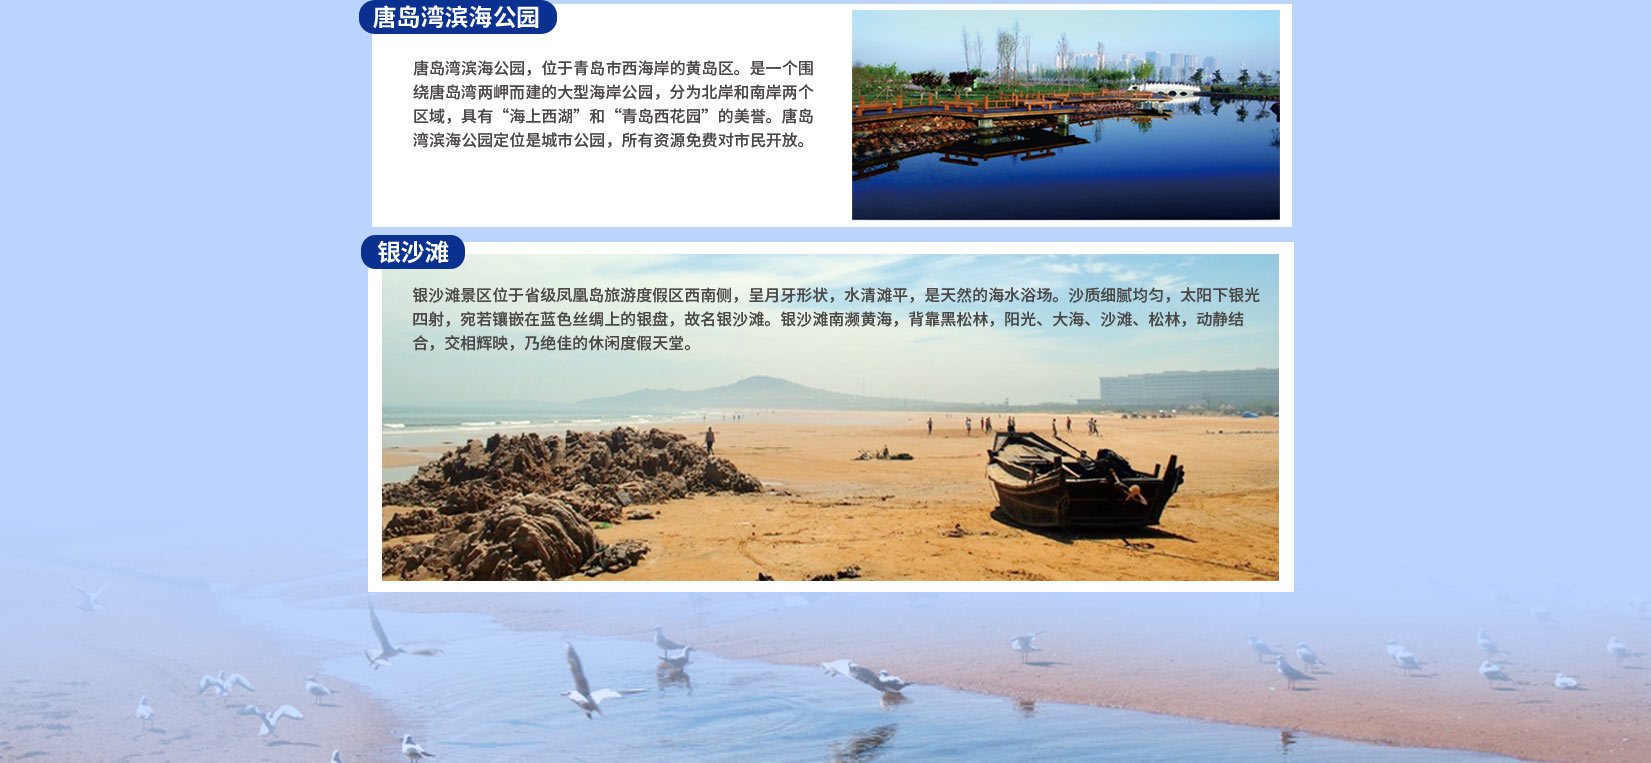 唐岛湾滨海公园
唐岛湾滨海公园，位于青岛市西海岸的黄岛区。是一个围
绕唐岛湾两岬而建的大型海岸公园，分为北岸和南岸两个
区域，具有“海上西湖”和“青岛西花园”的美誉。唐岛
湾滨海公园定位是城市公园，所有资源免费对市民开放。
银沙滩
银沙滩景区位于省级凤凰岛旅游度假区西南侧，呈月牙形状，水清滩平，是天然的海水浴场。沙质细腻均匀，太阳下银光
四射，宛若镶嵌在蓝色丝绸上的银盘，故名银沙滩。银沙滩南濒黄海，背靠黑松林，阳光、大海、沙滩、松林，动静结
合，交相辉映，乃绝佳的休闲度假天堂。